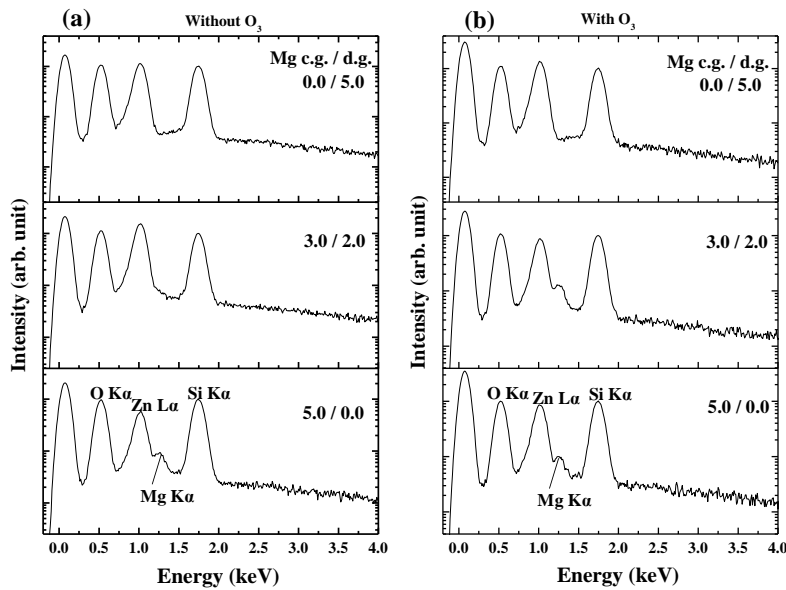 (a) Without O3
Mg c.g. / d.g.
0.0 / 5.0
3.0 / 2.0
5.0 / 0.0
O Kα
Zn Lα
Si Kα
Mg Kα
Intensity (arb. unit)
0.0 0.5 1.0 1.5 2.0 2.5 3.0 3.5 4.0
Energy (keV)
(b) With O3
Mg c.g. / d.g.
0.0 / 5.0
3.0 / 2.0
5.0 / 0.0
O Kα
Zn Lα
Si Kα
Mg Kα
Intensity (arb. unit)
0.0 0.5 1.0 1.5 2.0 2.5 3.0 3.5 4.0
Energy (keV)